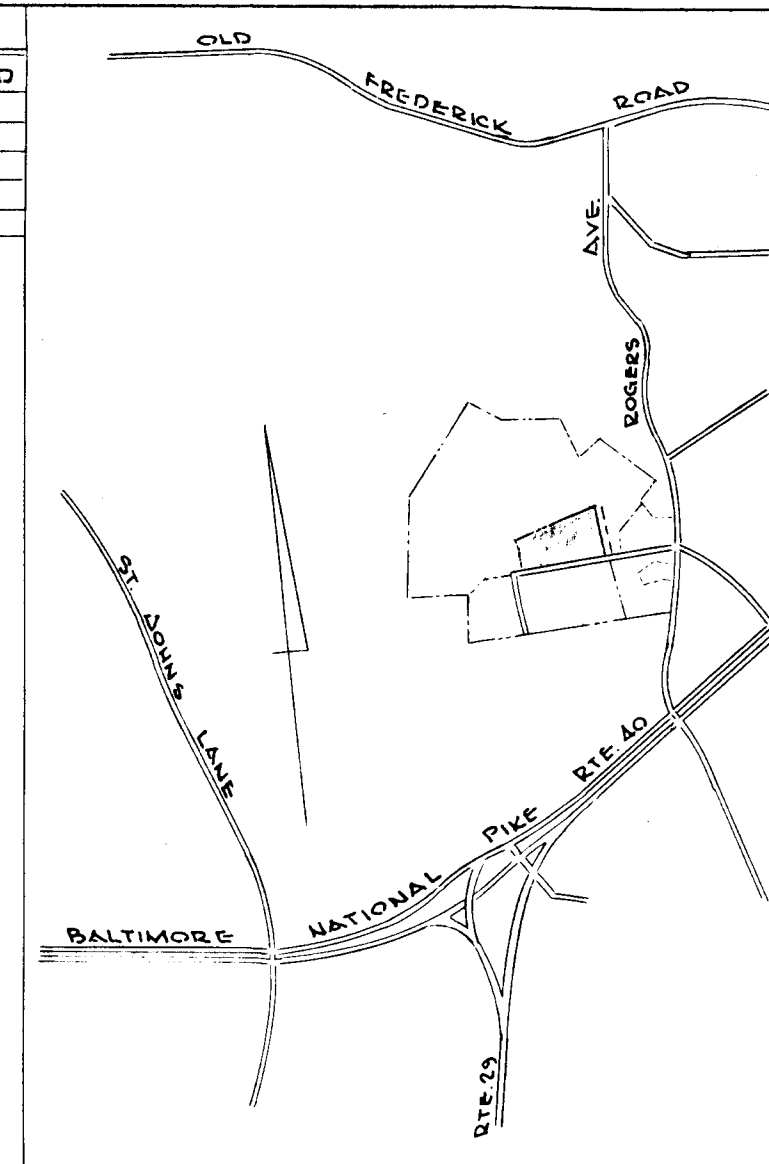 OLD FREDERICK ROAD
ROGERS AVE.
ST. JOHNS LANE
BALTIMORE NATIONAL PIKE RTE. 40
RTE. 29